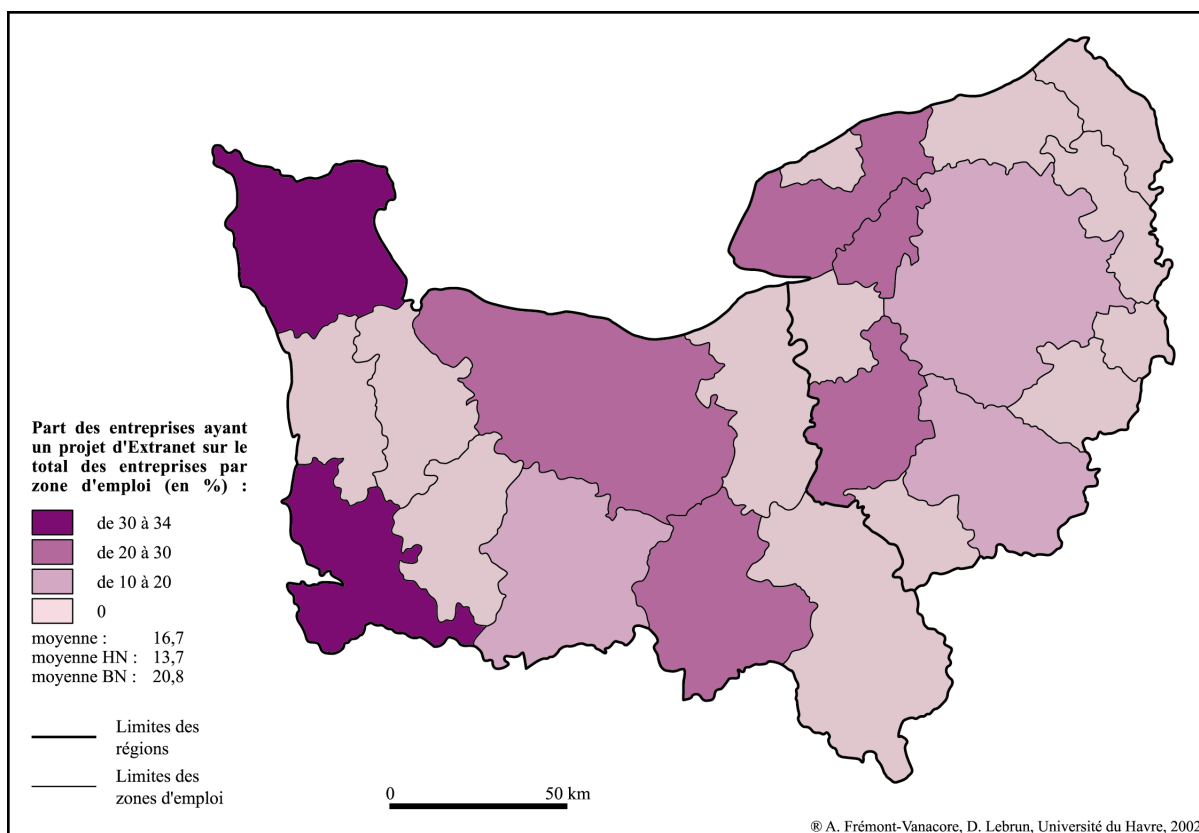 Part des entreprises ayant
un projet d'Extranet sur le
total des entreprises par
zone d'emploi (en %) :
de 30 à 34
de 20 à 30
de 10 à 20
0
moyenne : 16,7
moyenne HN : 13,7
moyenne BN : 20,8
Limites des
régions
Limites des
zones d'emploi
0 50 km
® A. Frémont-Vanacore, D. Lebrun, Université du Havre, 2002